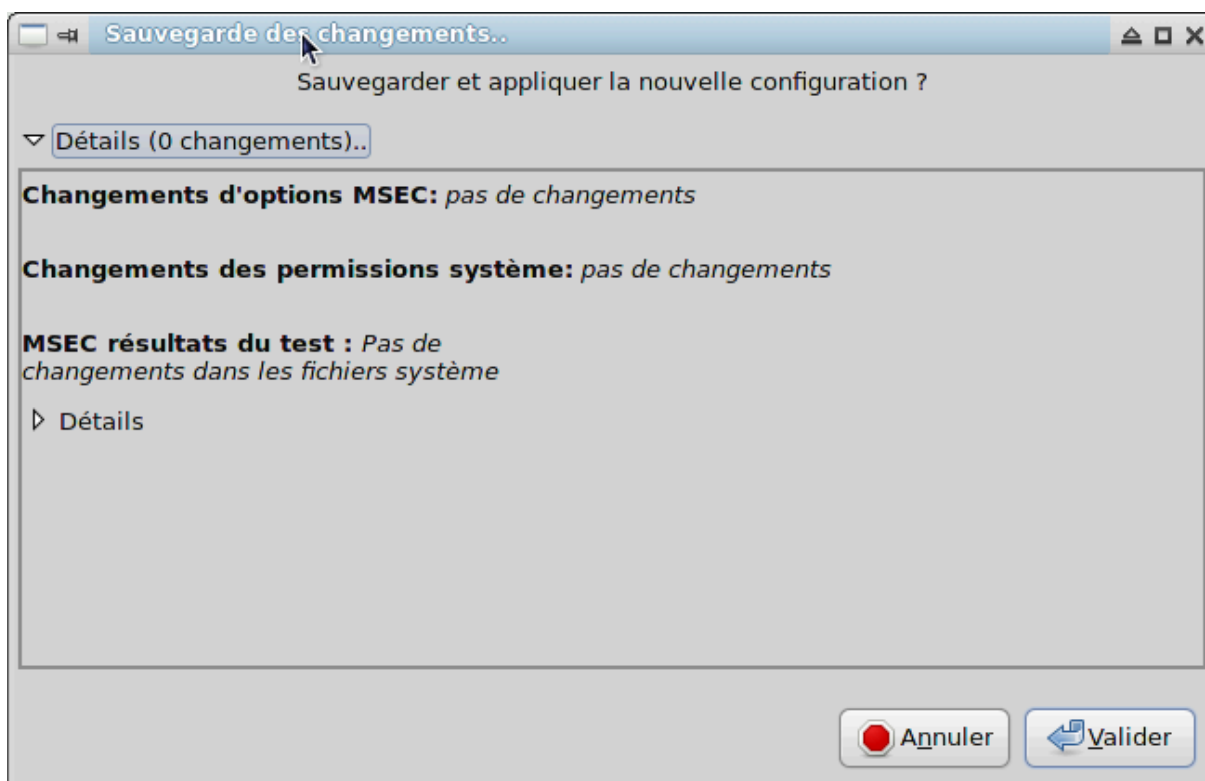 Sauvegarde des changements..
Sauvegarder et appliquer la nouvelle configuration ?
Détails (0 changements)..
Changements d'options MSEC: pas de changements
Changements des permissions système: pas de changements
MSEC résultats du test : Pas de
changements dans les fichiers système
Détails
Annuler
Valider